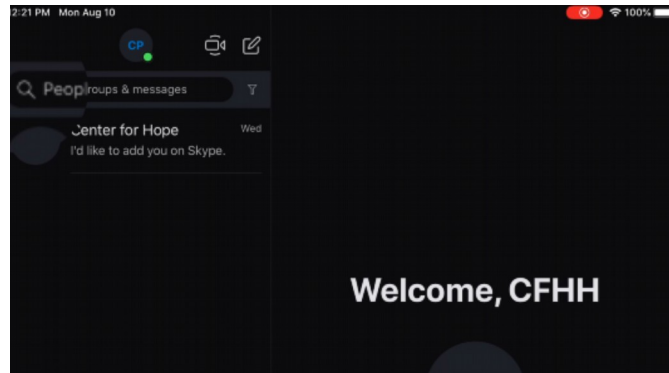 2:21 PM Mon Aug 10
100%
CP
Peop roups & messages
Center for Hope
Wed
I'd like to add you on Skype.
Welcome, CFHH